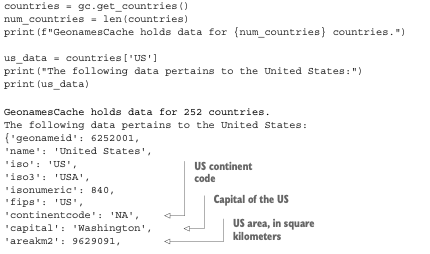 countries = gc.get_countries()
num_countries = len(countries)
print(f"GeonamesCache holds data for {num_countries} countries.")
us_data = countries['US']
print("The following data pertains to the United States:")
print(us_data)
GeonamesCache holds data for 252 countries.
The following data pertains to the United States:
{'geonameid': 6252001,
'name': 'United States',
'iso': 'US',
'iso3': 'USA',
'isonumeric': 840,
'fips': 'US',
'continentcode': 'NA',
'capital': 'Washington',
'areakm2': 9629091,
US continent
code
Capital of the US
US area, in square
kilometers